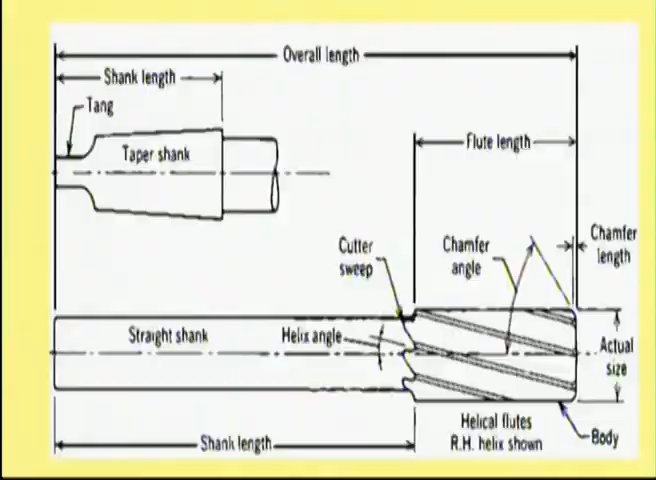 Overall length
Shank length
Tang
Taper shank
Flute length
Cutter
sweep
Chamfer
angle
Chamfer
length
Straight shank
Helix angle
Actual
size
Helical flutes
R.H. helix shown
Body
Shank length